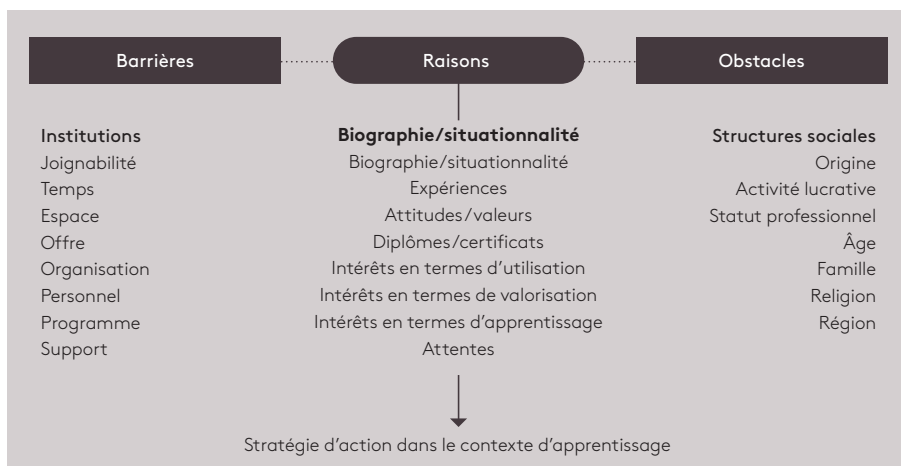 Barrières
Raisons
Obstacles
Institutions
Joignabilité
Temps
Espace
Offre
Organisation
Personnel
Programme
Support
Biographie/situationnalité
Biographie/situationnalité
Expériences
Attitudes/valeurs
Diplômes/certificats
Intérêts en termes d'utilisation
Intérêts en termes de valorisation
Intérêts en termes d'apprentissage
Attentes
Structures sociales
Origine
Activité lucrative
Statut professionnel
Âge
Famille
Religion
Région
Stratégie d'action dans le contexte d'apprentissage